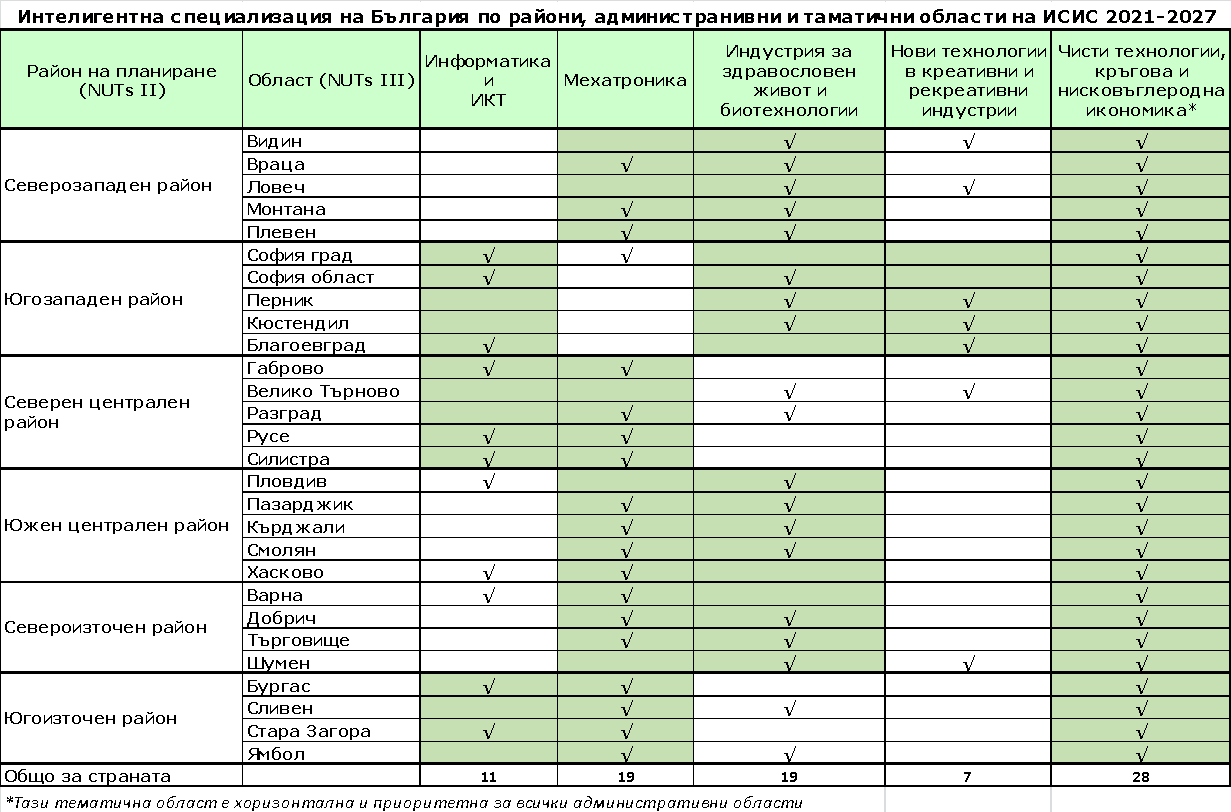 Интелигентна специализация на България по райони, администранивни и таматични области на ИСИС 2021-2027
Район на планиране (NUTs II)
Област (NUTs III)
Информатика и ИКТ
Мехатроника
Индустрия за здравословен живот и биотехнологии
Нови технологии в креативни и рекреативни индустрии
Чисти технологии, кръгова и нисковъглеродна икономика*
Северозападен район
Видин √ √ √
Враца √ √ √
Ловеч √ √ √
Монтана √ √ √
Плевен √ √ √
Югозападен район
София град √ √ √
София област √ √ √
Перник √ √ √
Кюстендил √ √ √
Благоевград √ √ √
Северен централен район
Габрово √ √ √
Велико Търново √ √ √
Разград √ √ √
Русе √ √ √
Силистра √ √ √
Южен централен район
Пловдив √ √ √
Пазарджик √ √ √
Кърджали √ √ √
Смолян √ √ √
Хасково √ √ √
Североизточен район
Варна √ √ √
Добрич √ √ √
Търговище √ √ √
Шумен √ √ √
Югоизточен район
Бургас √ √ √
Сливен √ √ √
Стара Загора √ √ √
Ямбол √ √ √
Общо за страната 11 19 19 7 28
*Тази тематична област е хоризонтална и приоритетна за всички административни области